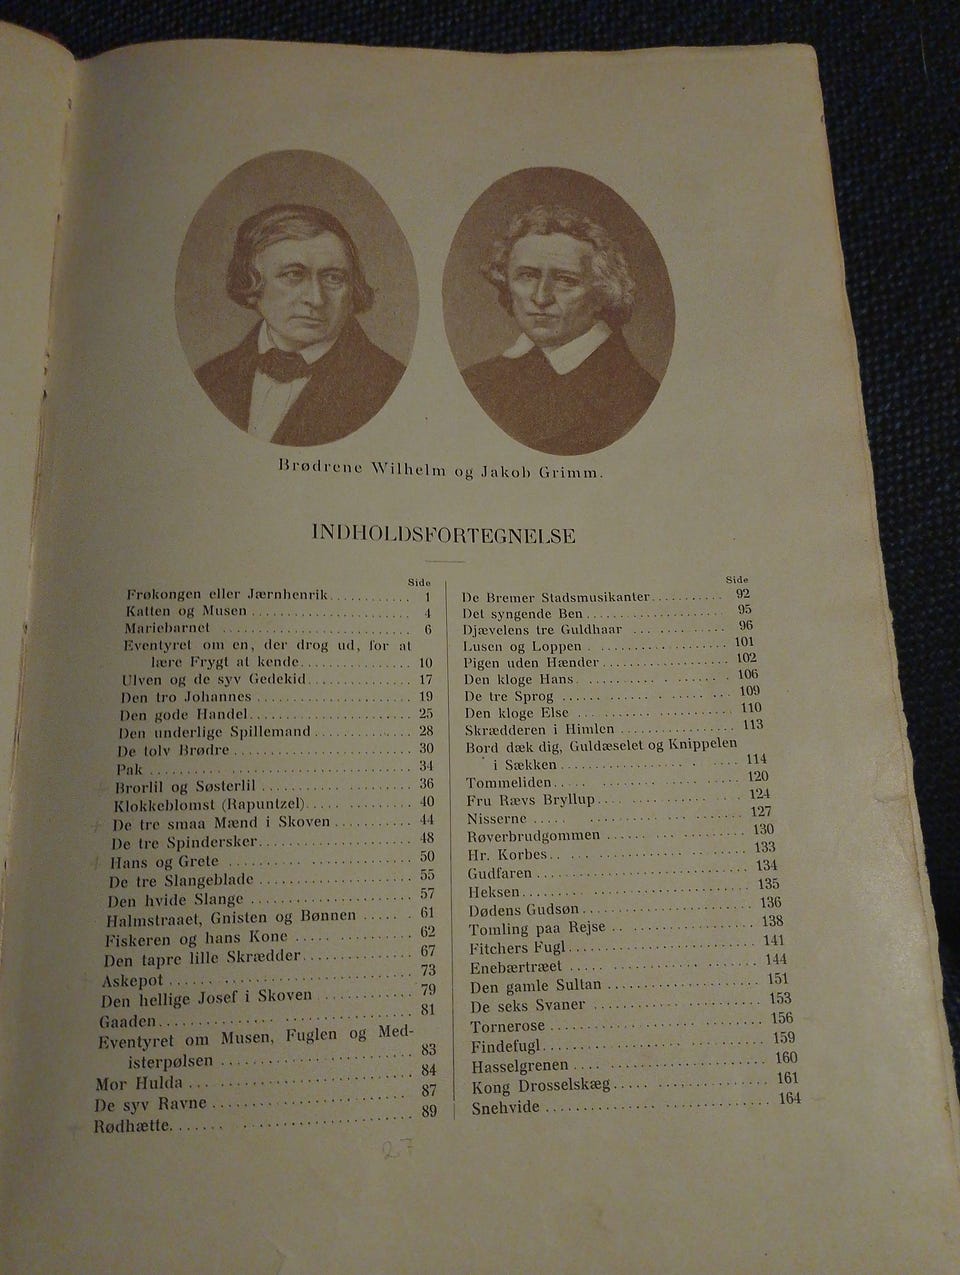 Brødrene Wilhelm og Jakob Grimm.
INDHOLDSFORTEGNELSE
Side
Frøkongen eller Jærnhenrik............ 1
Katten og Musen .................... 4
Mariebarnet ........................ 6
Eventyret om en, der drog ud, for at
lære Frygt at kende.............. 10
Ulven og de syv Gedekid............. 17
Den tro Johannes ................... 19
Den gode Handel..................... 25
Den underlige Spillemand ............ 28
De tolv Brødre ...................... 30
Pak ................................ 34
Brorlil og Søsterlil .................. 36
Klokkeblomst (Rapuntzel)............. 40
De tre smaa Mænd i Skoven .......... 44
De tre Spindersker................... 48
Hans og Grete ...................... 50
De tre Slangeblade ................... 55
Den hvide Slange .................... 57
Halmstraaet, Gnisten og Bønnen ...... 61
Fiskeren og hans Kone ............... 62
Den tapre lille Skrædder.............. 67
Askepot ............................ 73
Den hellige Josef i Skoven ............ 79
Gaaden............................. 81
Eventyret om Musen, Fuglen og Med-
isterpølsen ....................... 83
Mor Hulda .......................... 84
De syv Ravne ....................... 87
Rødhætte........................... 89
Side
De Bremer Stadsmusikanter........... 92
Det syngende Ben.................... 95
Djævelens tre Guldhaar .............. 96
Lusen og Loppen .................... 101
Pigen uden Hænder.................. 102
Den kloge Hans..................... 106
De tre Sprog ....................... 109
Den kloge Else ..................... 110
Skrædderen i Himlen ................ 113
Bord dæk dig, Guldæselet og Knippelen
i Sækken........................ 114
Tommeliden......................... 120
Fru Rævs Bryllup.................... 124
Nisserne ........................... 127
Røverbrudgommen ................... 130
Hr. Korbes.......................... 133
Gudfaren ........................... 134
Heksen............................. 135
Dødens Gudsøn..................... 136
Tomling paa Rejse .................. 138
Fitchers Fugl........................ 141
Enebærtræet ....................... 144
Den gamle Sultan ................... 151
De seks Svaner ..................... 153
Tornerose .......................... 156
Findefugl........................... 159
Hasselgrenen ....................... 160
Kong Drosselskæg................... 161
Snehvide ........................... 164
27